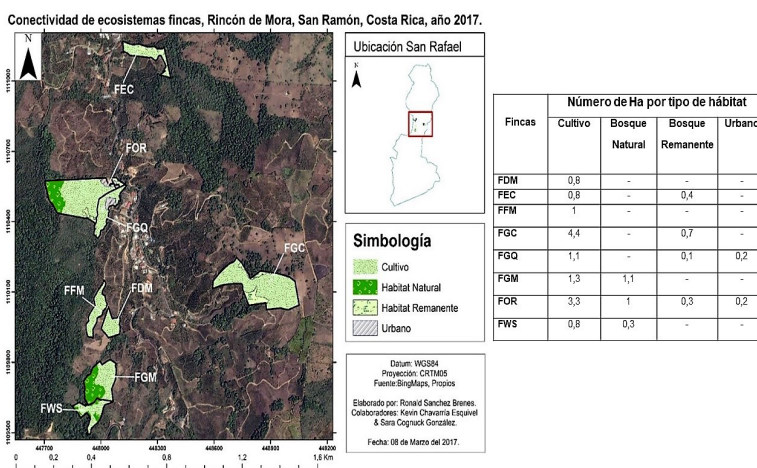 Conectividad de ecosistemas fincas, Rincón de Mora, San Ramón, Costa Rica, año 2017.
N
FEC
FOR
FGQ
FGC
FFM
FDM
FGM
FWS
1110700
1110400
1110100
1109800
1109500
447700 448000 448300 448600 448900 449200
0 0,2 0,4 0,8 1,2 1,6 Km
Ubicación San Rafael
N
Simbología
Cultivo
Habitat Natural
Habitat Remanente
Urbano
Datum: WGS84
Proyección: CRTM05
Fuente:BingMaps, Propios
Elaborado por: Ronald Sanchez Brenes.
Colaboradores: Kevin Chavarría Esquivel
& Sara Cognuck González.
Fecha: 08 de Marzo del 2017.
Fincas Número de Ha por tipo de hábitat
Cultivo Bosque Natural Bosque Remanente Urbano
FDM 0,8 - - -
FEC 0,8 - 0,4 -
FFM 1 - - -
FGC 4,4 - 0,7 -
FGQ 1,1 - 0,1 0,2
FGM 1,3 1,1 - -
FOR 3,3 1 0,3 0,2
FWS 0,8 0,3 - -